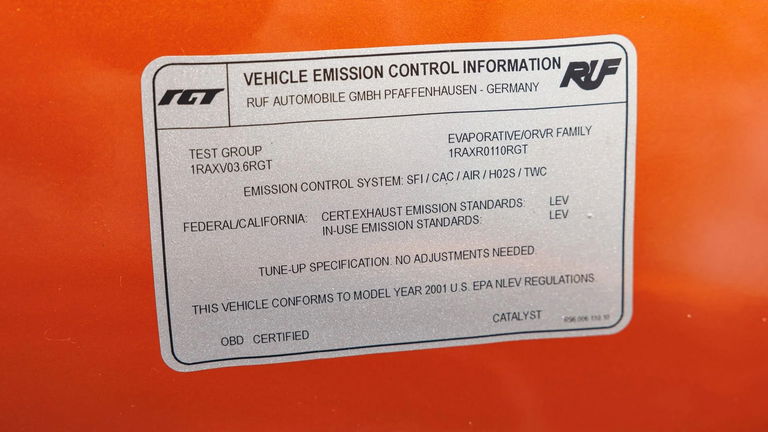 RGT
VEHICLE EMISSION CONTROL INFORMATION
RUF AUTOMOBILE GMBH PFAFFENHAUSEN - GERMANY
RUF
TEST GROUP
1RAXV03.6RGT
EVAPORATIVE/ORVR FAMILY
1RAXR0110RGT
EMISSION CONTROL SYSTEM: SFI / CAC / AIR / H02S / TWC
FEDERAL/CALIFORNIA: CERT.EXHAUST EMISSION STANDARDS: LEV
IN-USE EMISSION STANDARDS: LEV
TUNE-UP SPECIFICATION: NO ADJUSTMENTS NEEDED.
THIS VEHICLE CONFORMS TO MODEL YEAR 2001 U.S. EPA NLEV REGULATIONS.
OBD CERTIFIED
CATALYST